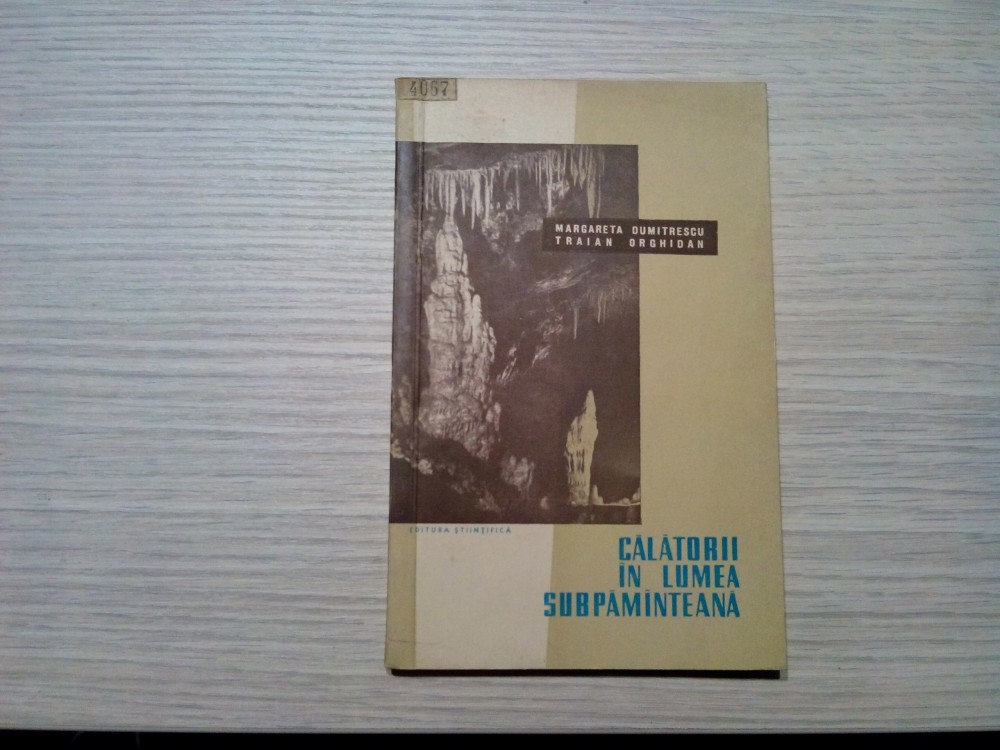 4067
MARGARETA DUMITRESCU
TRAIAN ORGHIDAN
EDITURA ȘTIINȚIFICĂ
CĂLĂTORII
ÎN LUMEA
SUBPĂMÎNTEANĂ